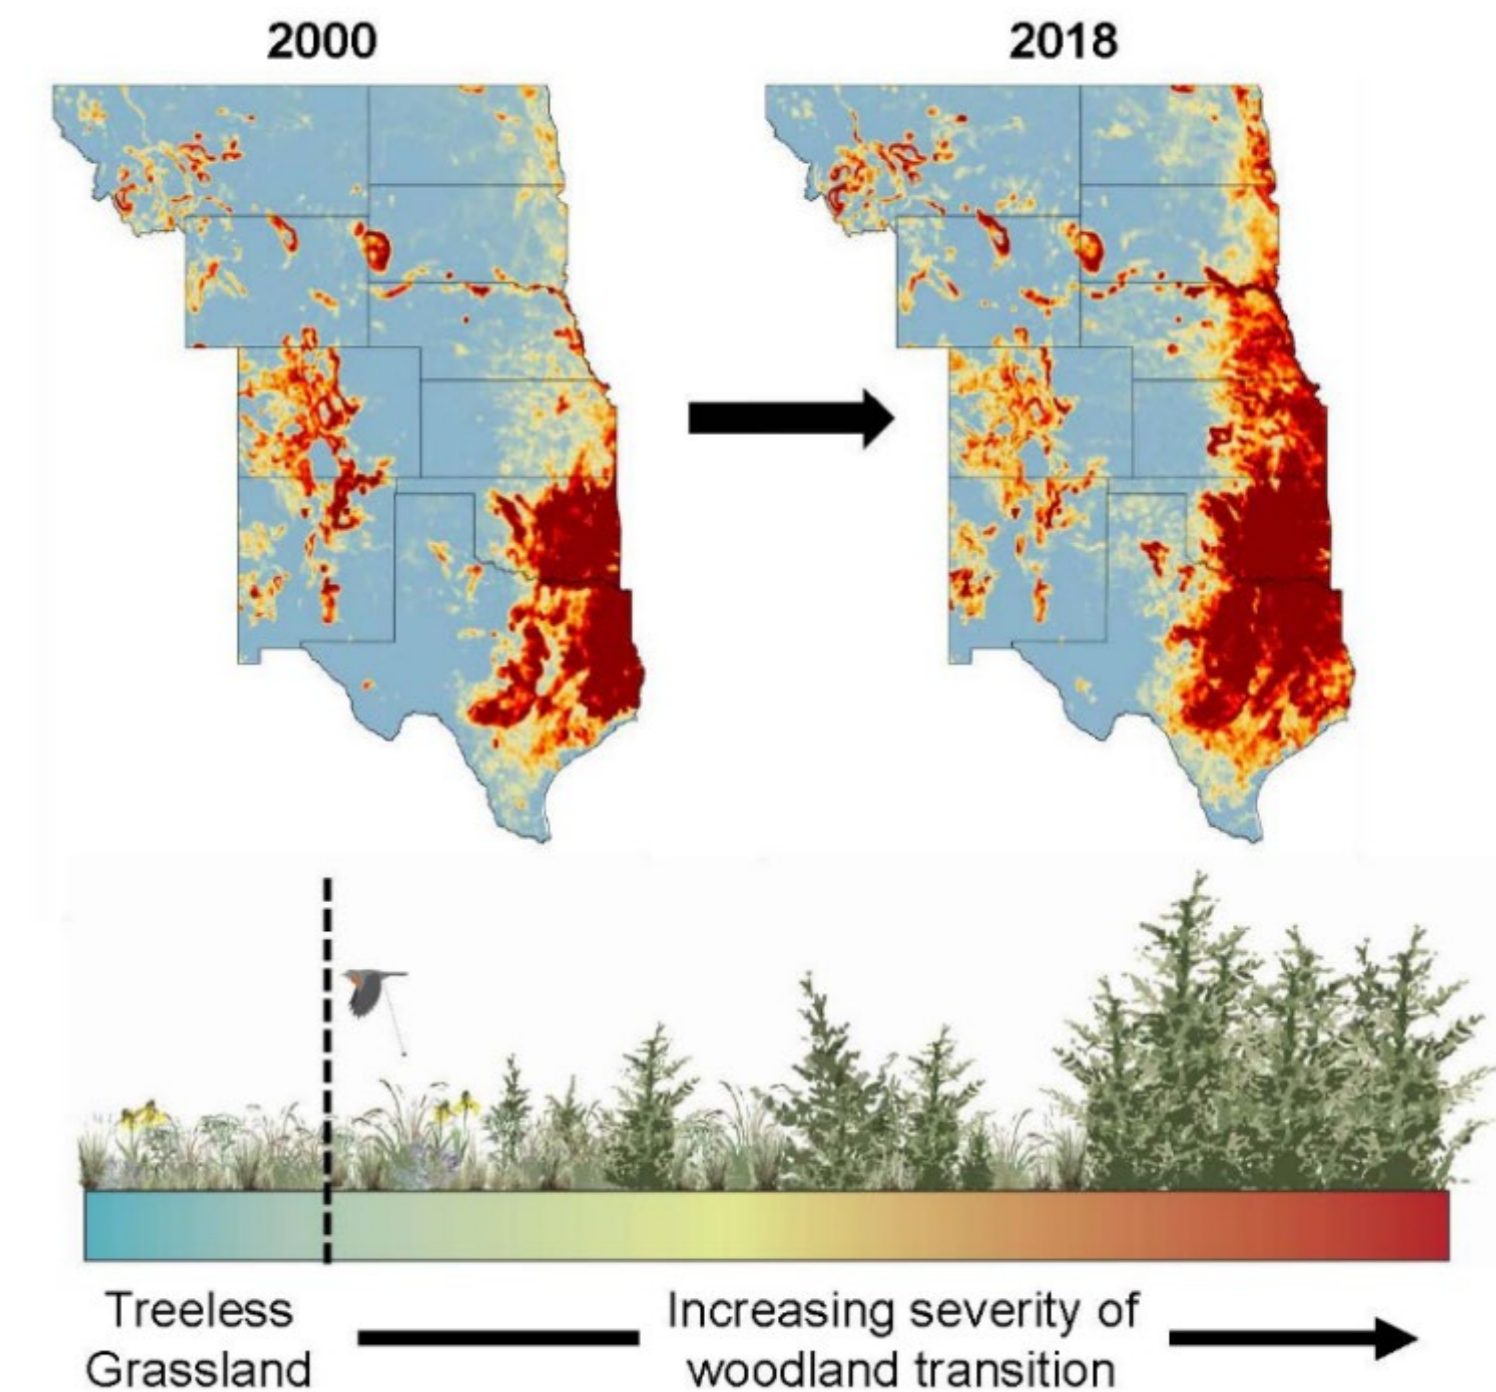 2000
2018
Treeless
Grassland
Increasing severity of
woodland transition